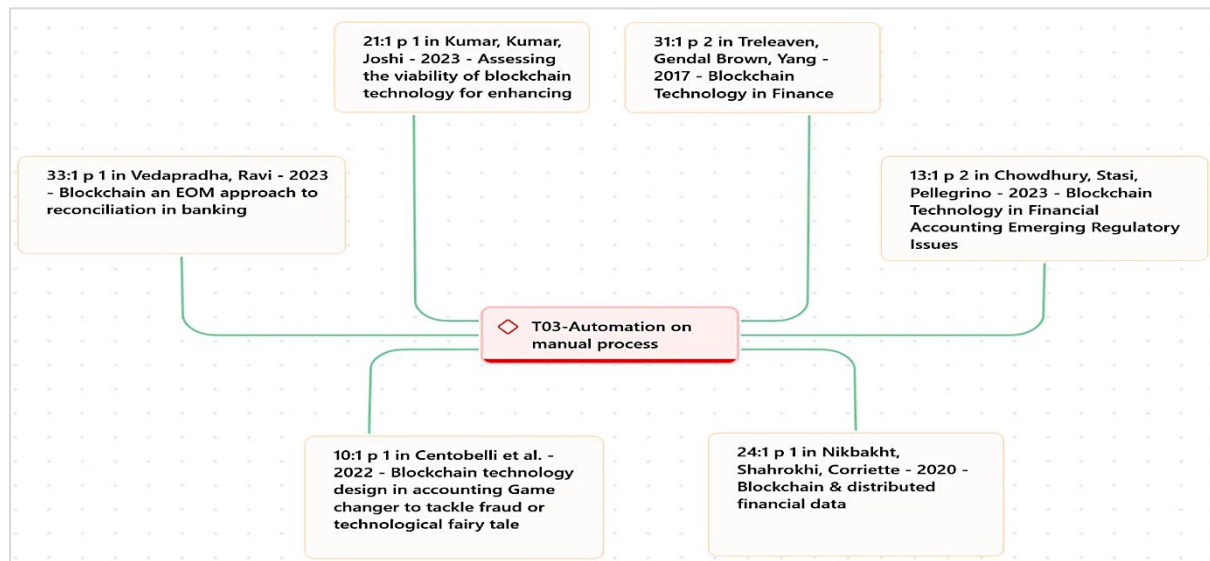 21:1 p 1 in Kumar, Kumar,
Joshi - 2023 - Assessing
the viability of blockchain
technology for enhancing
31:1 p 2 in Treleaven,
Gendal Brown, Yang -
2017 - Blockchain
Technology in Finance
33:1 p 1 in Vedapradha, Ravi - 2023
- Blockchain an EOM approach to
reconciliation in banking
13:1 p 2 in Chowdhury, Stasi,
Pellegrino - 2023 - Blockchain
Technology in Financial
Accounting Emerging Regulatory
Issues
T03-Automation on
manual process
10:1 p 1 in Centobelli et al. -
2022 - Blockchain technology
design in accounting Game
changer to tackle fraud or
technological fairy tale
24:1 p 1 in Nikbakht,
Shahrokhi, Corriette - 2020 -
Blockchain & distributed
financial data